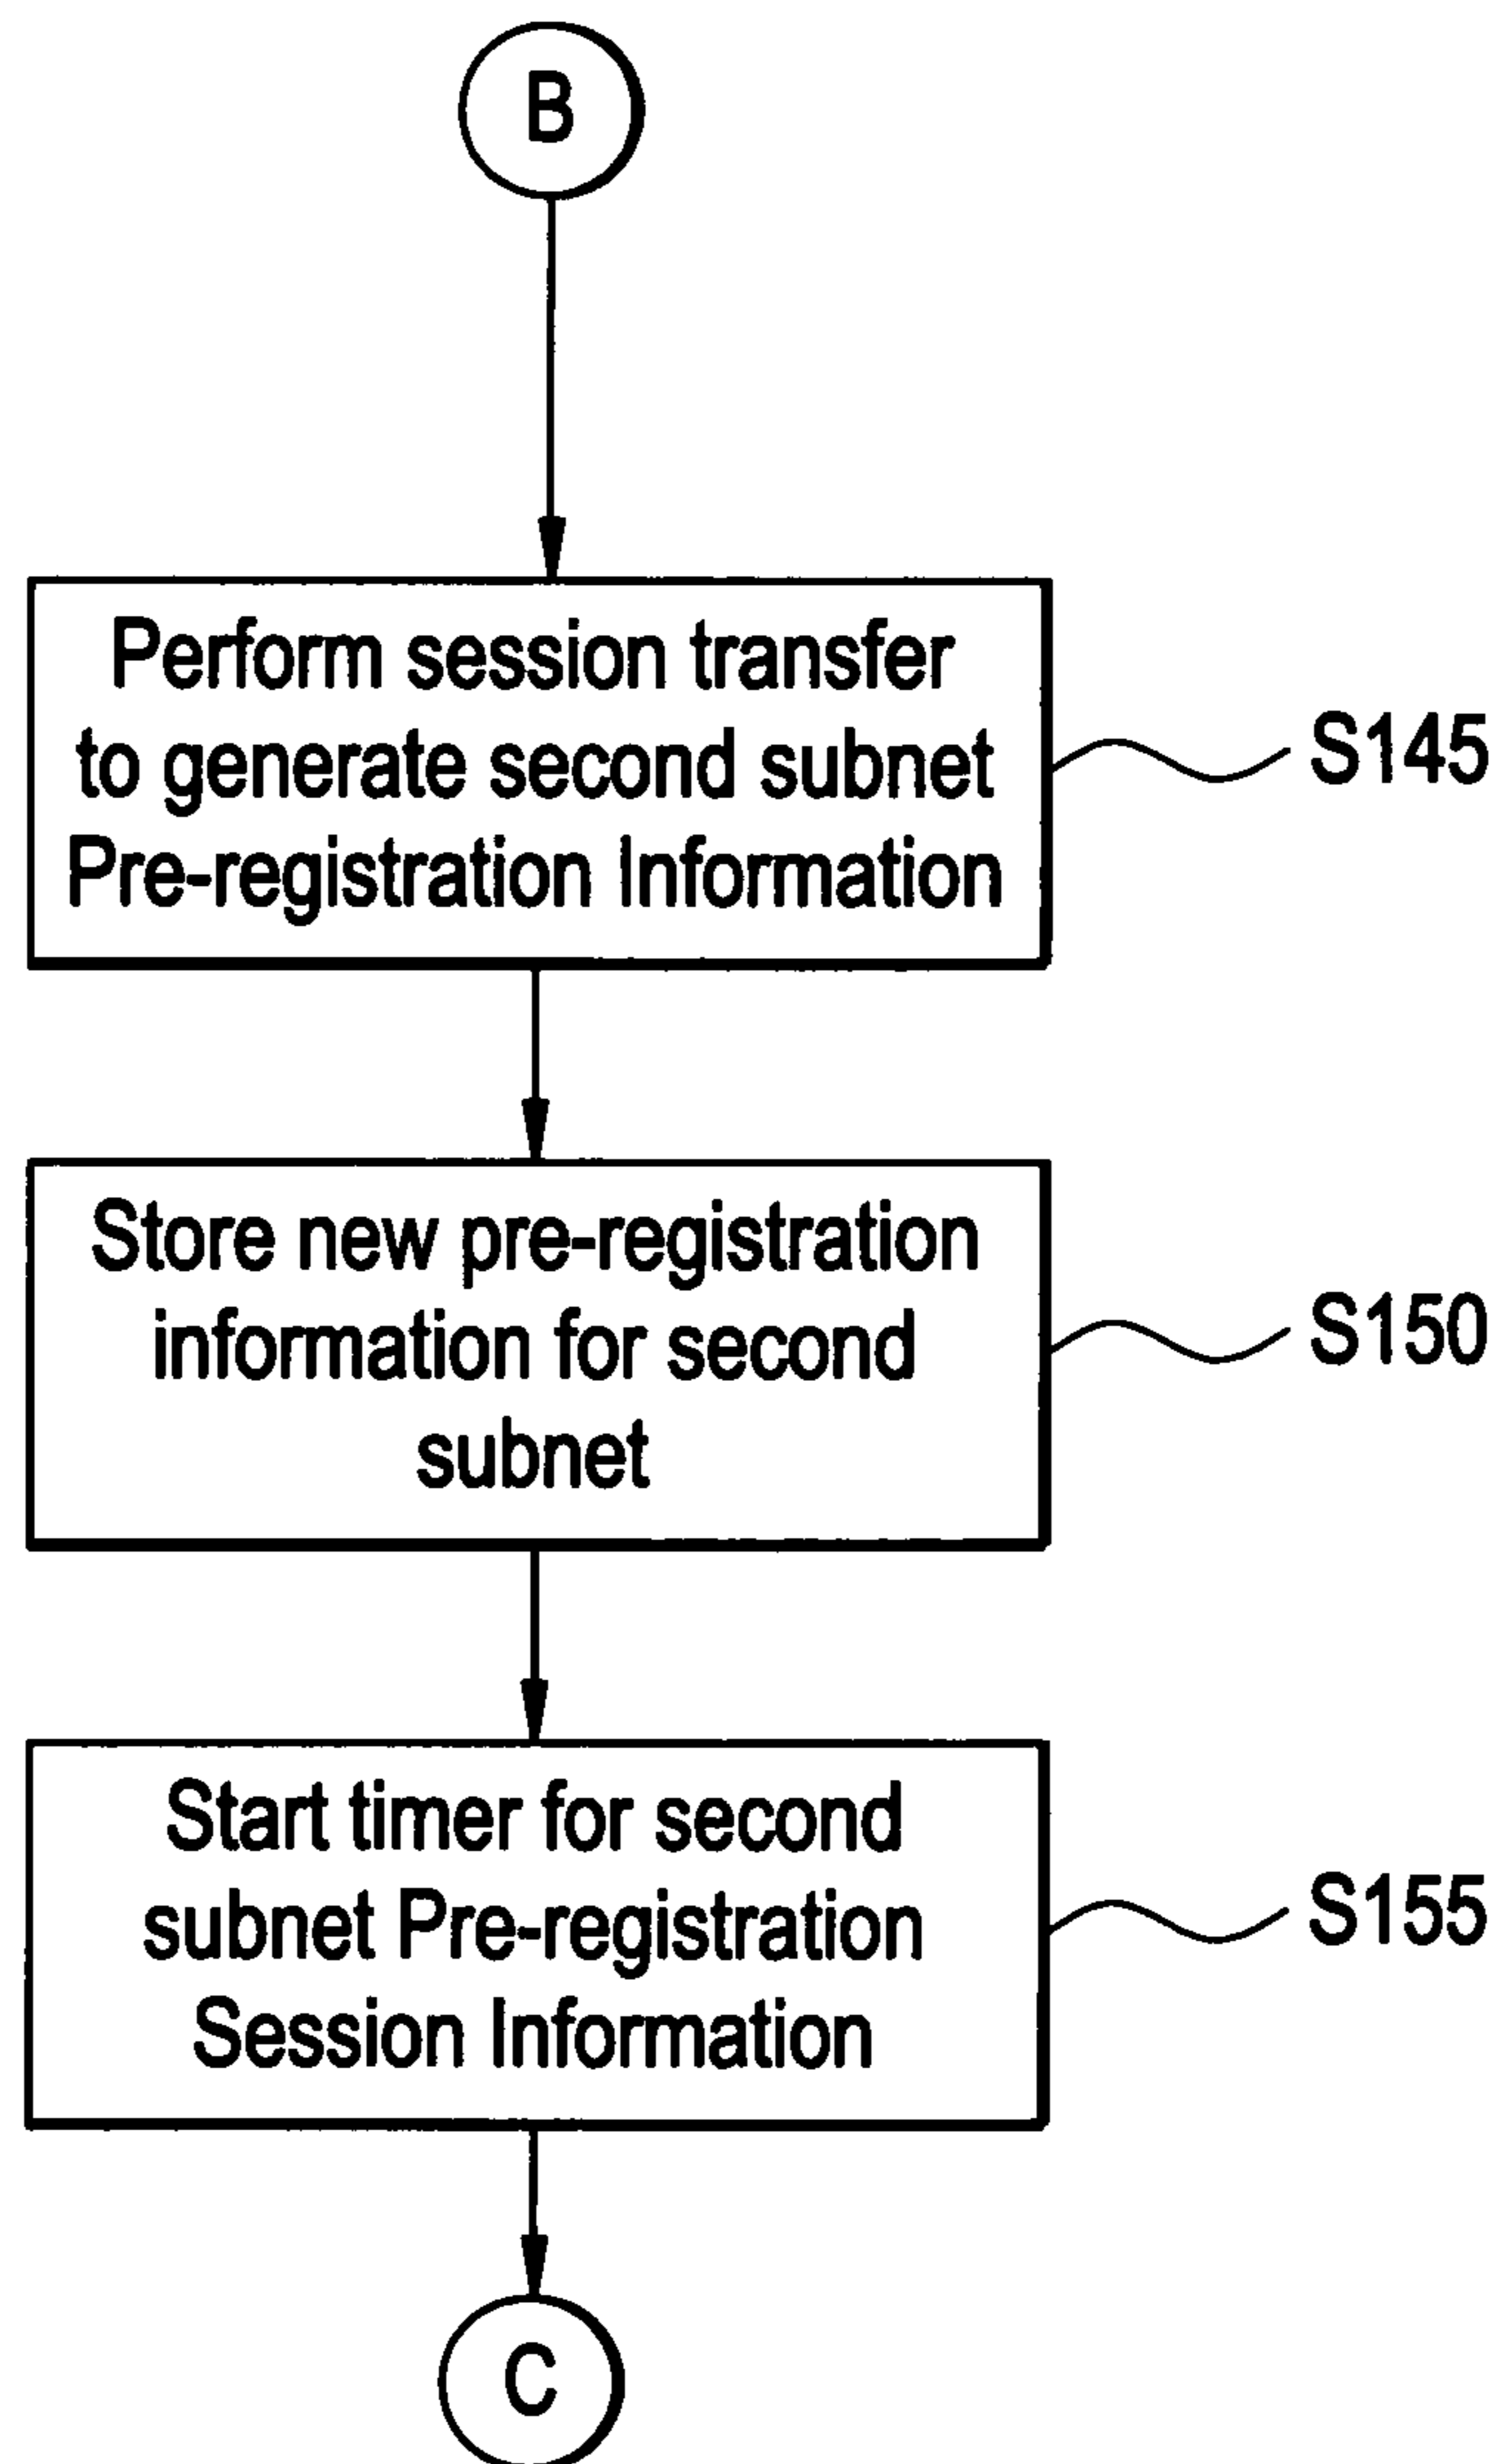 B
Perform session transfer
to generate second subnet
Pre-registration Information
S145
Store new pre-registration
information for second
subnet
S150
Start timer for second
subnet Pre-registration
Session Information
S155
C